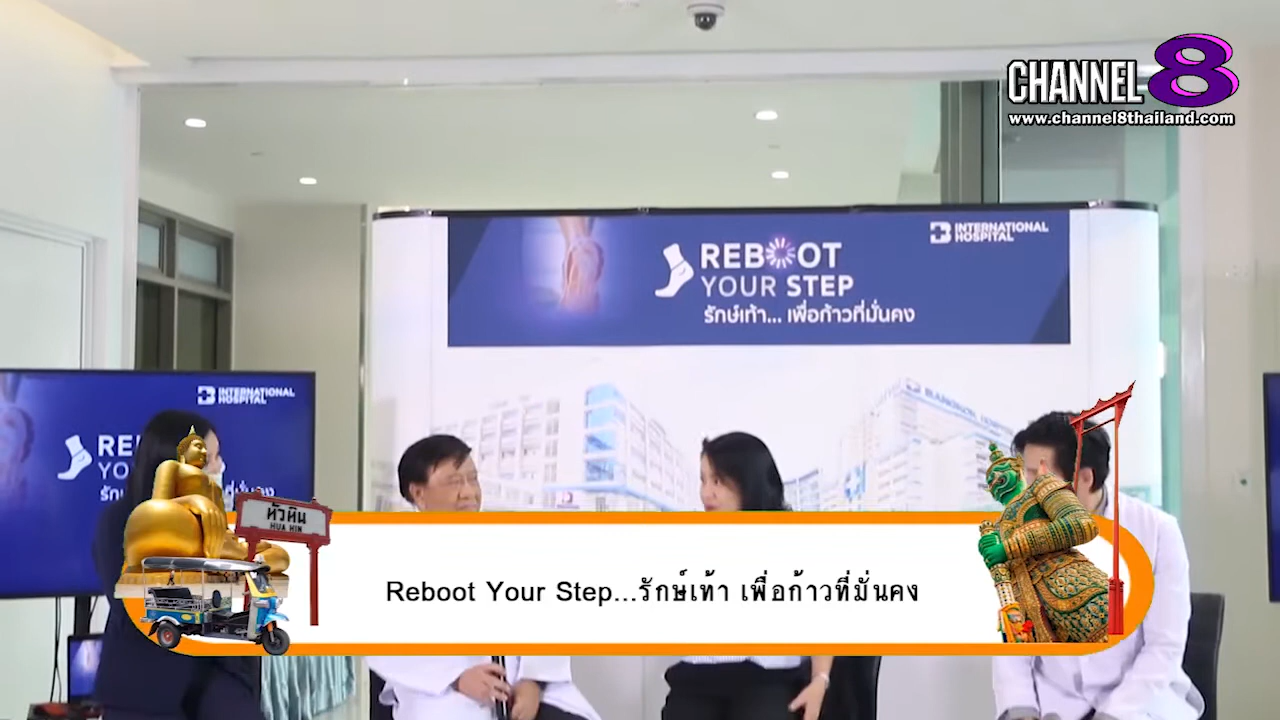 CHANNEL 8
www.channel8thailand.com
INTERNATIONAL
HOSPITAL
REBOOT
YOUR STEP
รักษ์เท้า... เพื่อก้าวที่มั่นคง
INTERNATIONAL
HOSPITAL
BANGKOK HOSPITAL
หัวหิน
HUA HIN
Reboot Your Step...รักษ์เท้า เพื่อก้าวที่มั่นคง